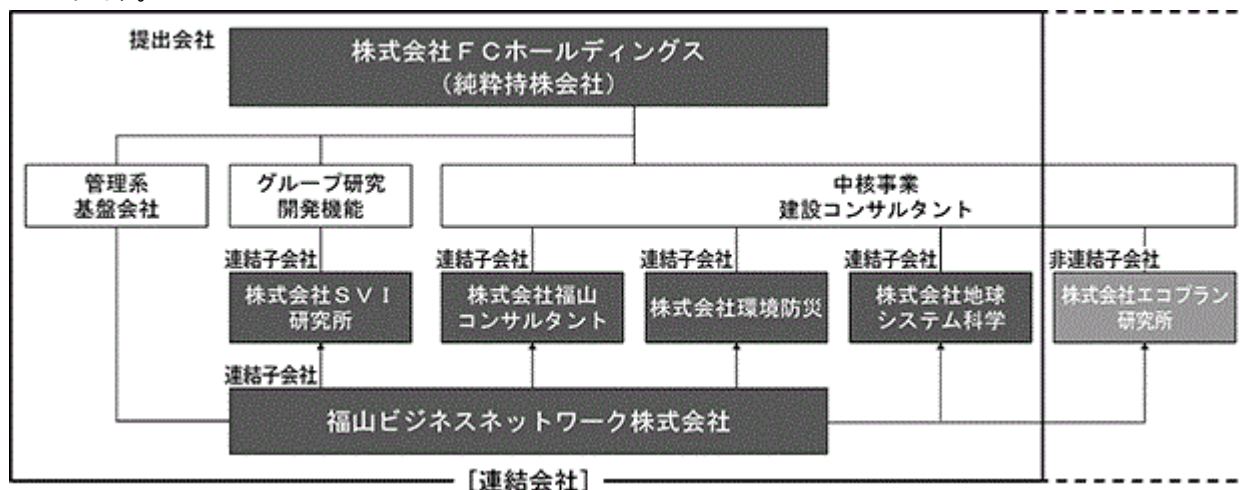 提出会社
株式会社FCホールディングス
(純粋持株会社)
管理系
基盤会社
グループ研究
開発機能
中核事業
建設コンサルタント
連結子会社
連結子会社
連結子会社
連結子会社
非連結子会社
株式会社SVI
研究所
株式会社福山
コンサルタント
株式会社環境防災
株式会社地球
システム科学
株式会社エコプラン
研究所
連結子会社
福山ビジネスネットワーク株式会社
[連結会社]